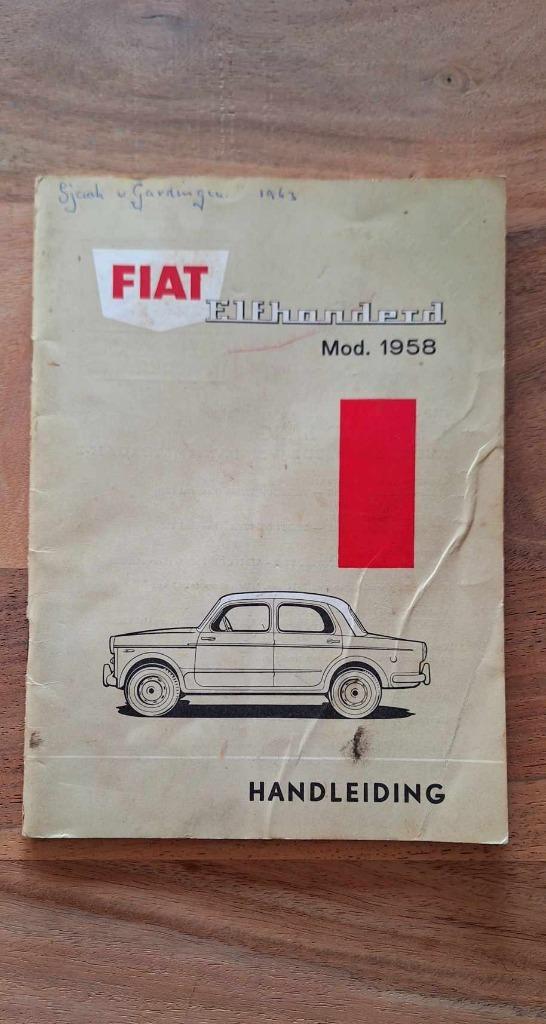 Sjaak v. Gardingen. 1963
FIAT
Elfhonderd
Mod. 1958
HANDLEIDING